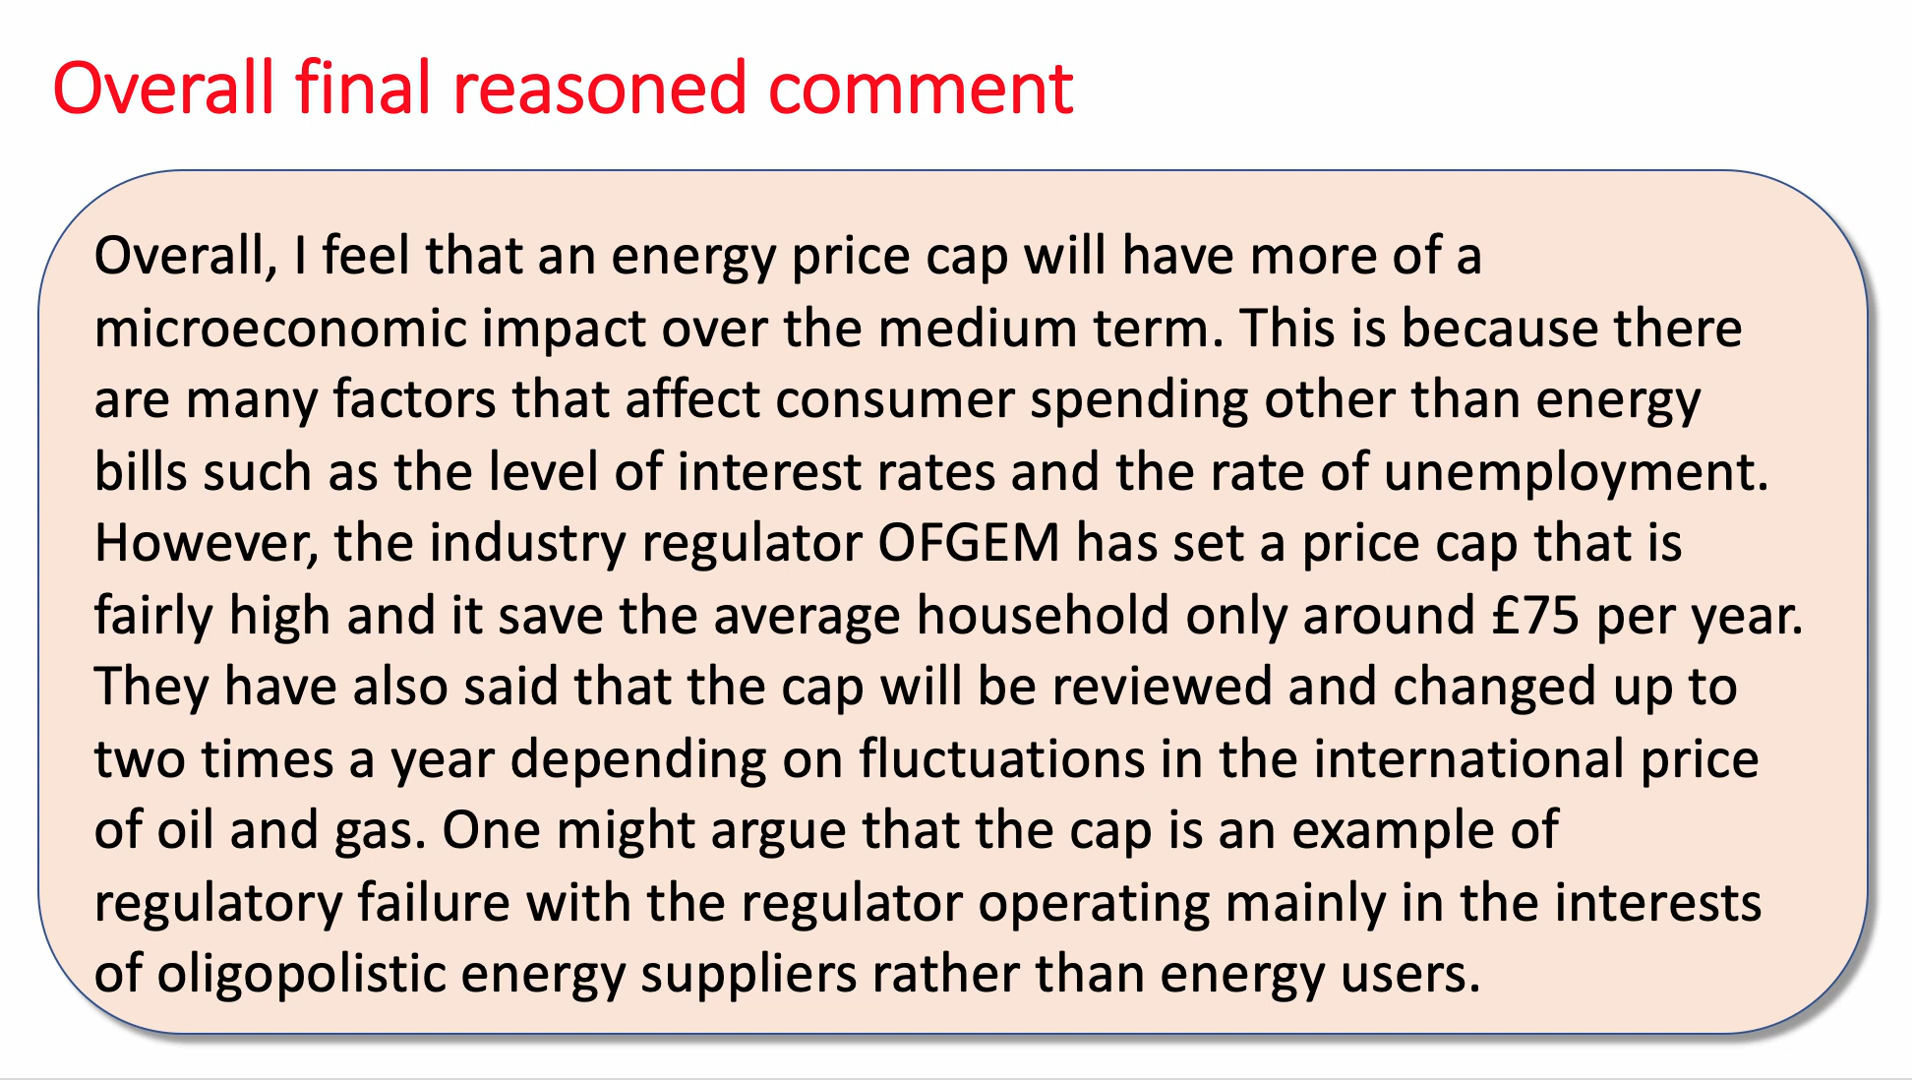 Overall final reasoned comment
Overall, I feel that an energy price cap will have more of a
microeconomic impact over the medium term. This is because there
are many factors that affect consumer spending other than energy
bills such as the level of interest rates and the rate of unemployment.
However, the industry regulator OFGEM has set a price cap that is
fairly high and it save the average household only around £75 per year.
They have also said that the cap will be reviewed and changed up to
two times a year depending on fluctuations in the international price
of oil and gas. One might argue that the cap is an example of
regulatory failure with the regulator operating mainly in the interests
of oligopolistic energy suppliers rather than energy users.